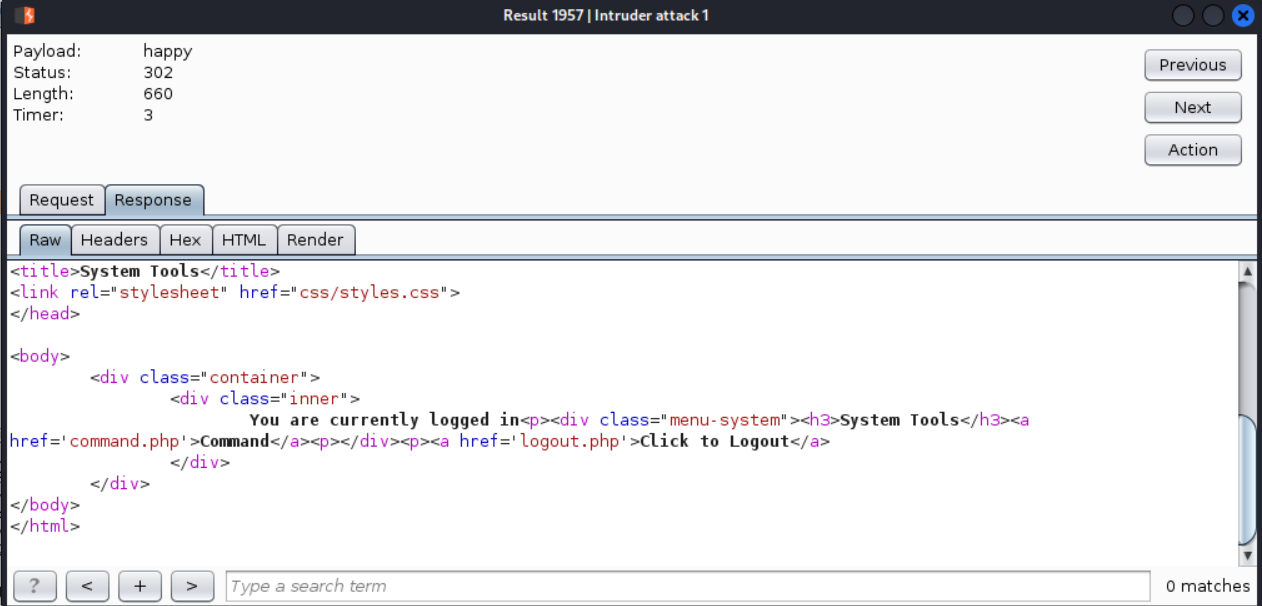 Result 1957 | Intruder attack 1
Payload: happy
Status: 302
Length: 660
Timer: 3
Previous
Next
Action
Request Response
Raw Headers Hex HTML Render
<title>System Tools</title>
<link rel="stylesheet" href="css/styles.css">
</head>
<body>
<div class="container">
<div class="inner">
You are currently logged in<p><div class="menu-system"><h3>System Tools</h3><a
href='command.php'>Command</a><p></div><p><a href='logout.php'>Click to Logout</a>
</div>
</div>
</body>
</html>
? < + > Type a search term 0 matches